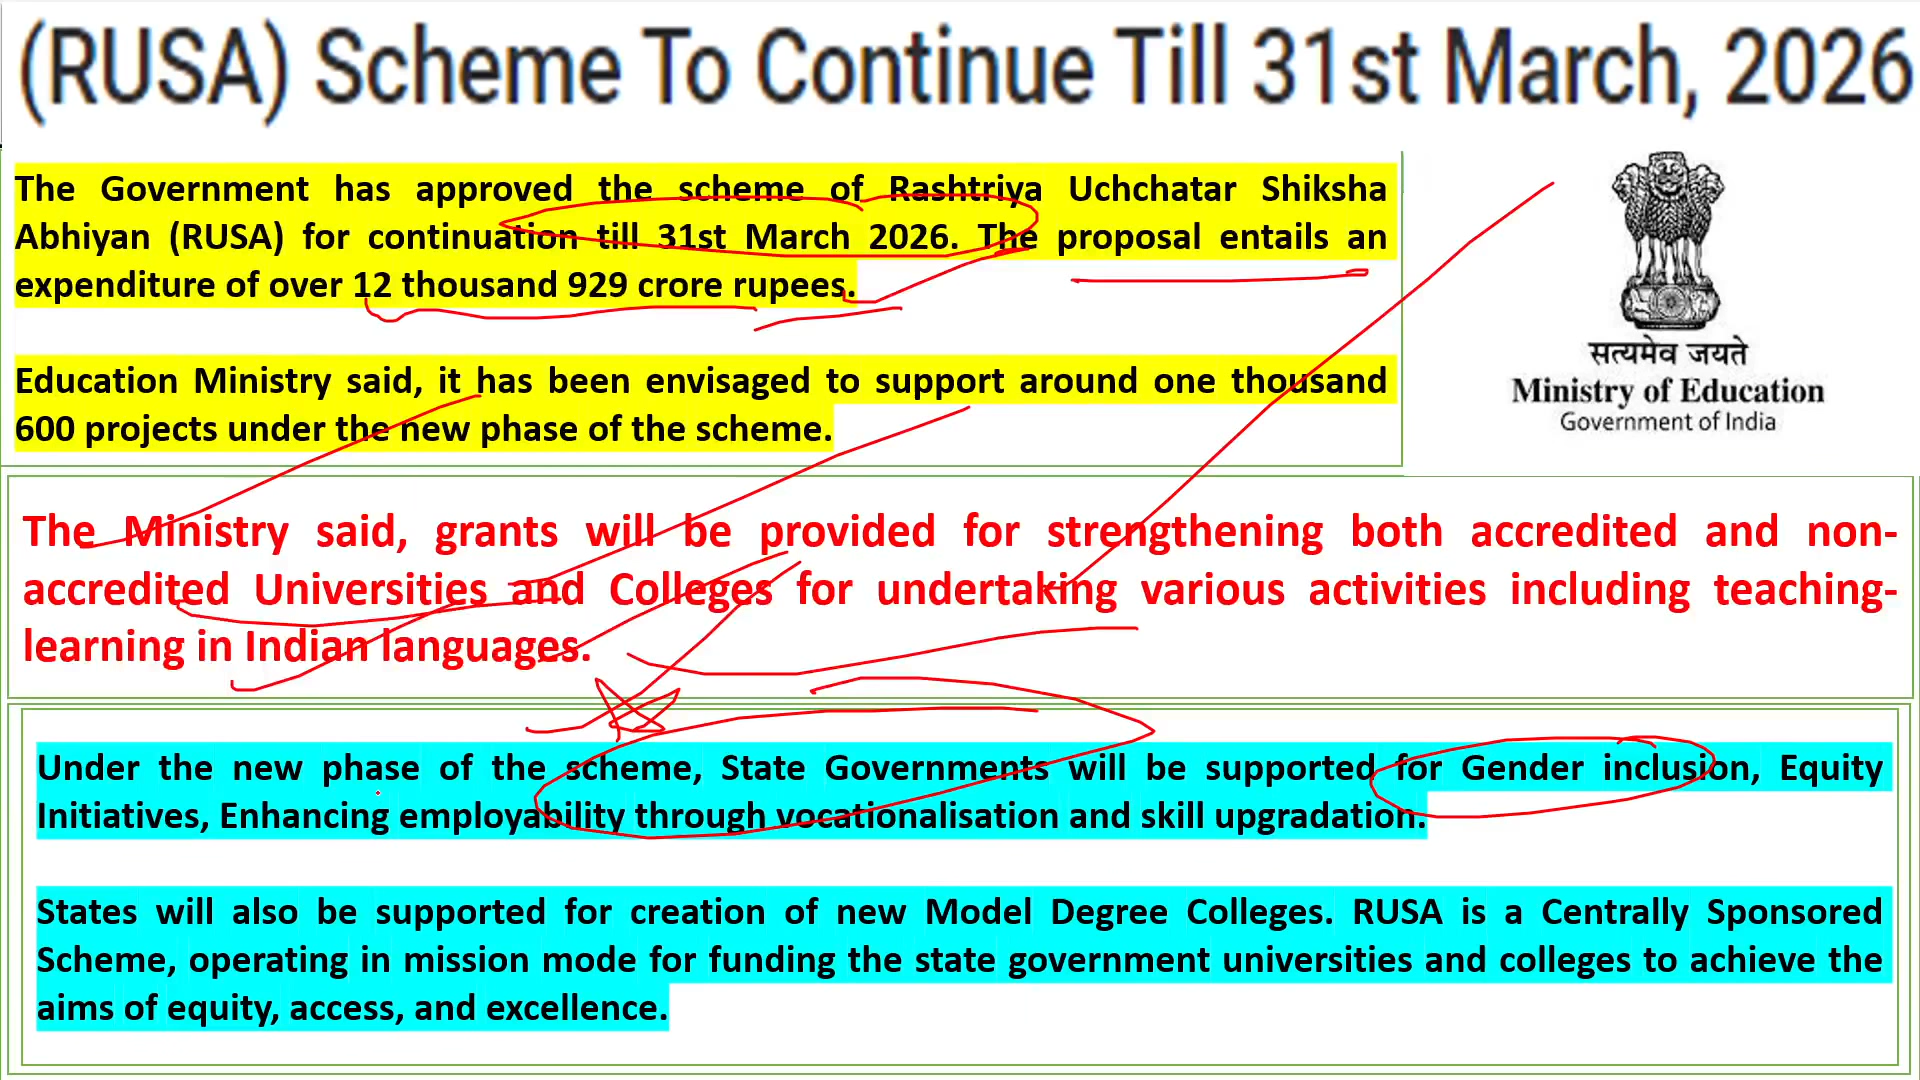 (RUSA) Scheme To Continue Till 31st March, 2026
The Government has approved the scheme of Rashtriya Uchchatar Shiksha
Abhiyan (RUSA) for continuation till 31st March 2026. The proposal entails an
expenditure of over 12 thousand 929 crore rupees.
Education Ministry said, it has been envisaged to support around one thousand
600 projects under the new phase of the scheme.
सत्यमेव जयते
Ministry of Education
Government of India
The Ministry said, grants will be provided for strengthening both accredited and non-
accredited Universities and Colleges for undertaking various activities including teaching-
learning in Indian languages.
Under the new phase of the scheme, State Governments will be supported for Gender inclusion, Equity
Initiatives, Enhancing employability through vocationalisation and skill upgradation.
States will also be supported for creation of new Model Degree Colleges. RUSA is a Centrally Sponsored
Scheme, operating in mission mode for funding the state government universities and colleges to achieve the
aims of equity, access, and excellence.